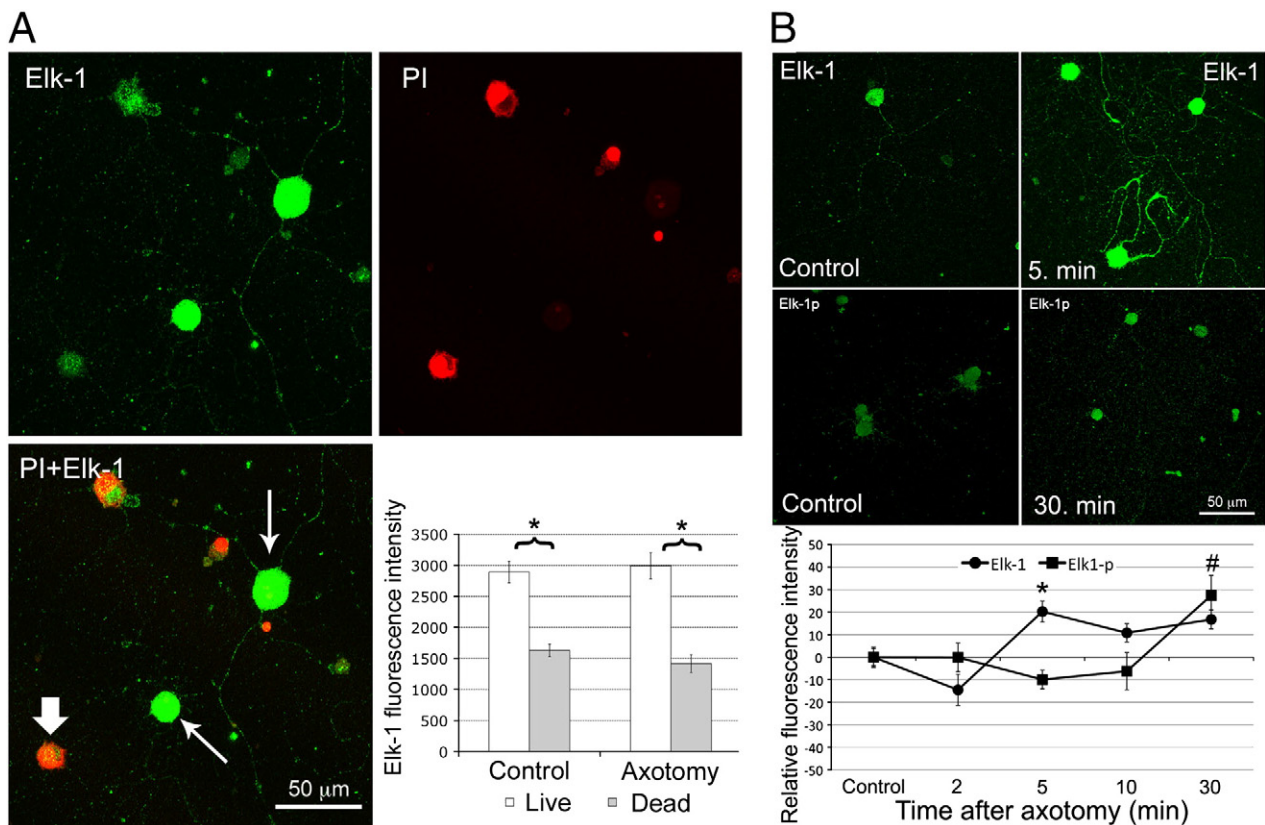 A
Elk-1
PI
PI+Elk-1
50 μm
Elk-1 fluorescence intensity
3500
3000
2500
2000
1500
1000
500
0
*
*
Control
Axotomy
Live
Dead
B
Elk-1
Control
Elk-1
5. min
Elk-1p
Control
Elk-1p
30. min
50 μm
Relative fluorescence intensity
50
40
30
20
10
0
-10
-20
-30
-40
-50
Elk-1
Elk1-p
*
#
Control
2
5
10
30
Time after axotomy (min)